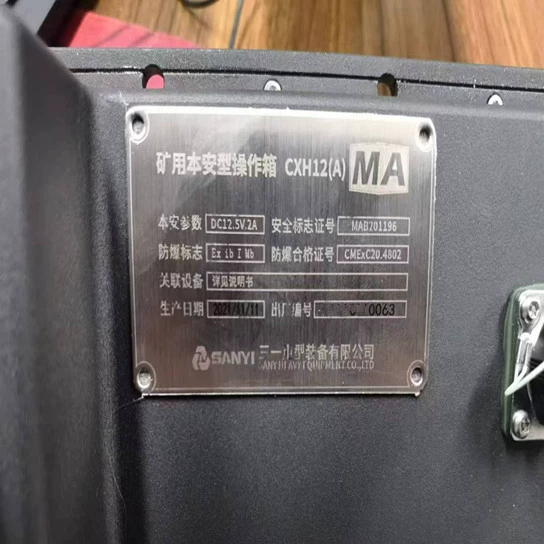 矿用本安型操作箱 CXH12(A) MA
本安参数 DC12.5V.2A 安全标志证号 MAB201196
防爆标志 Ex ib I Mb 防爆合格证号 CMExC20.4802
关联设备 详见说明书
生产日期 2021/11/11 出厂编号 0063
SANYI 三一小型装备有限公司